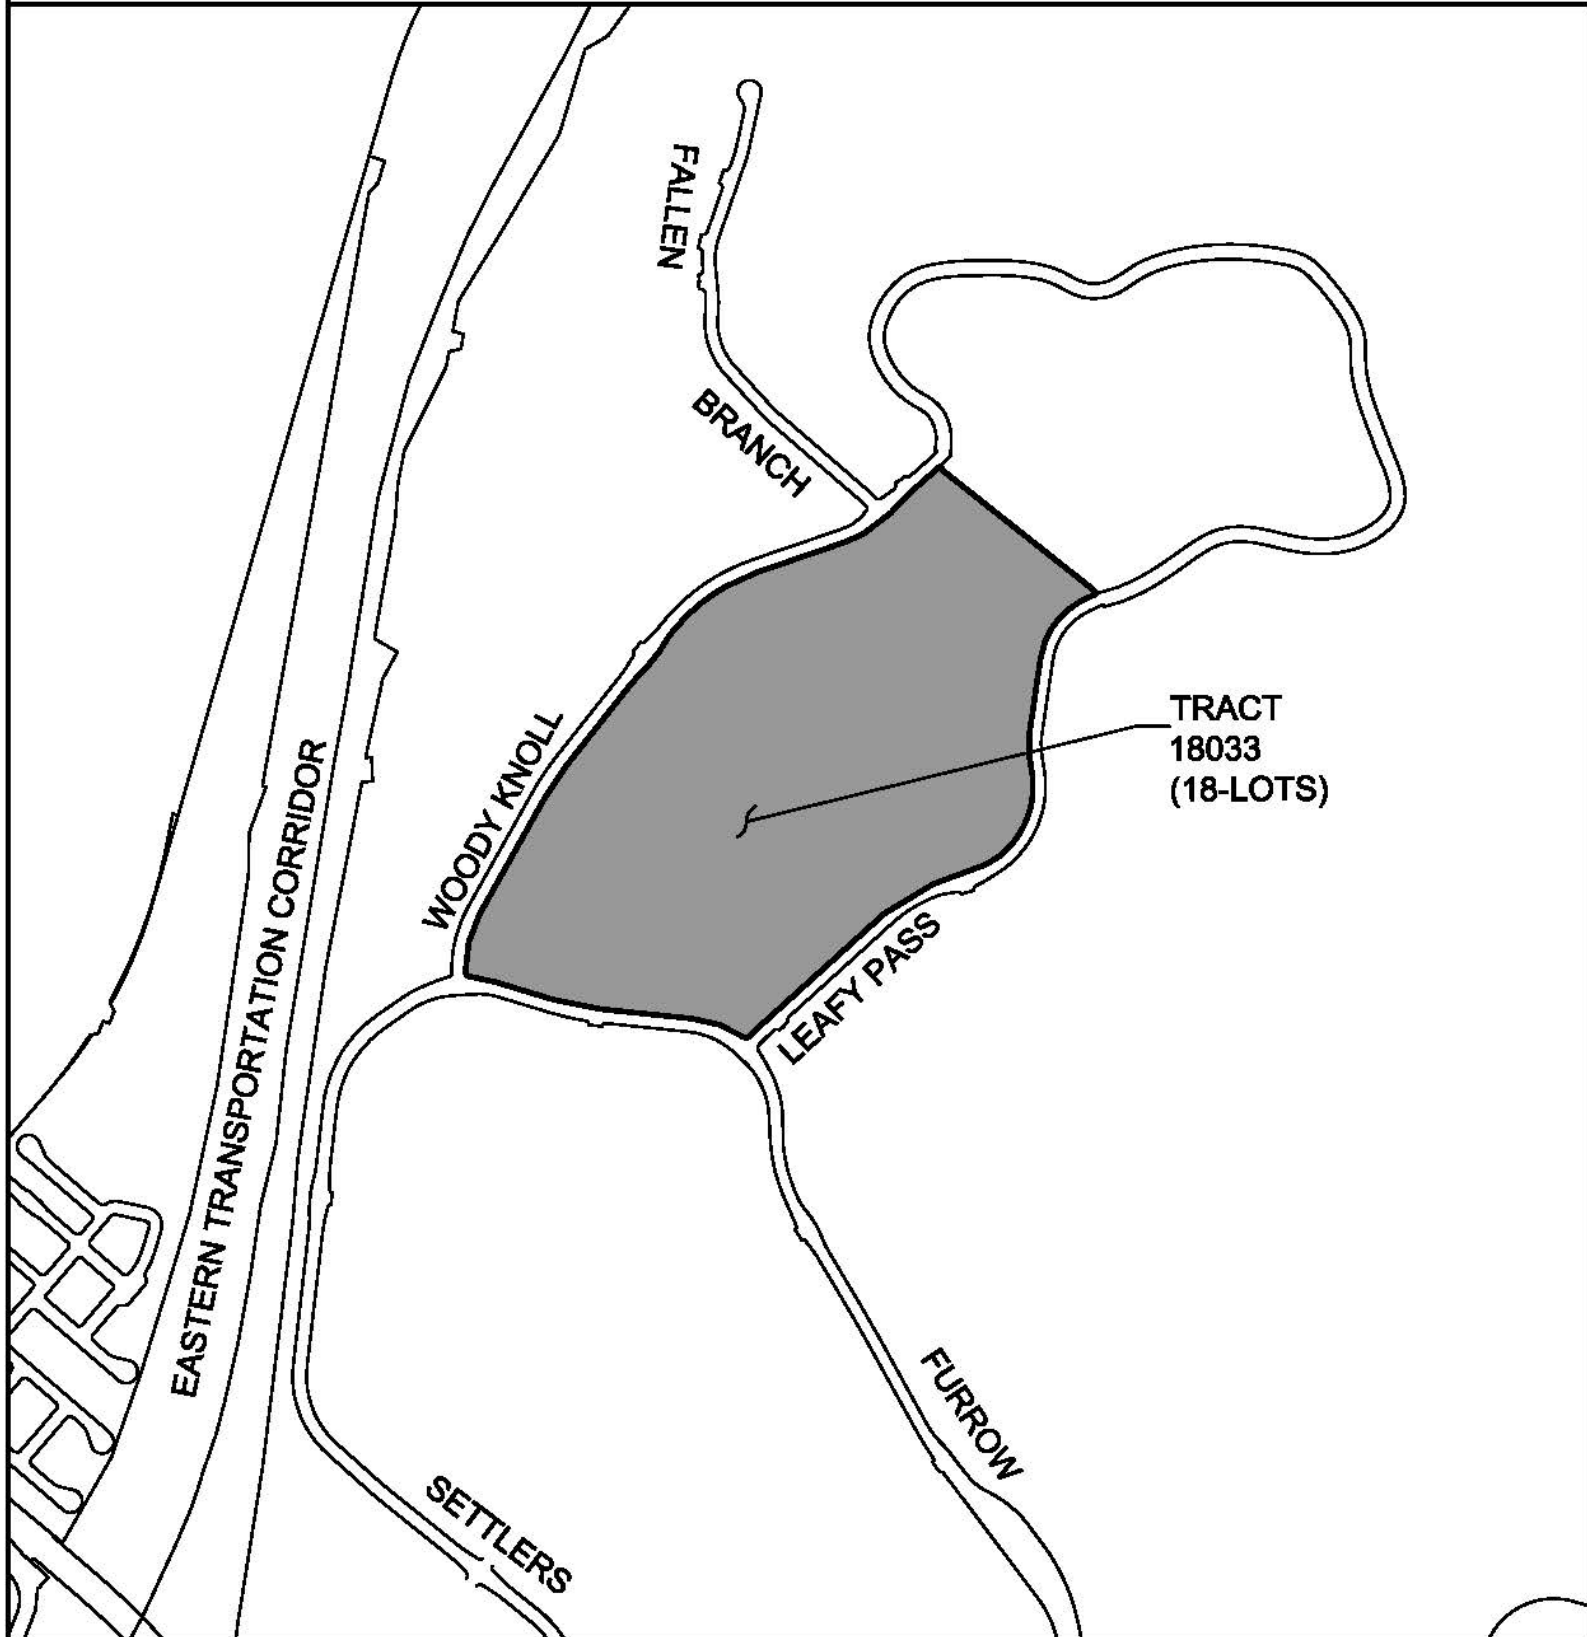 FALLEN
BRANCH
WOODY KNOLL
TRACT
18033
(18-LOTS)
EASTERN TRANSPORTATION CORRIDOR
LEAFY PASS
FURROW
SETTLERS